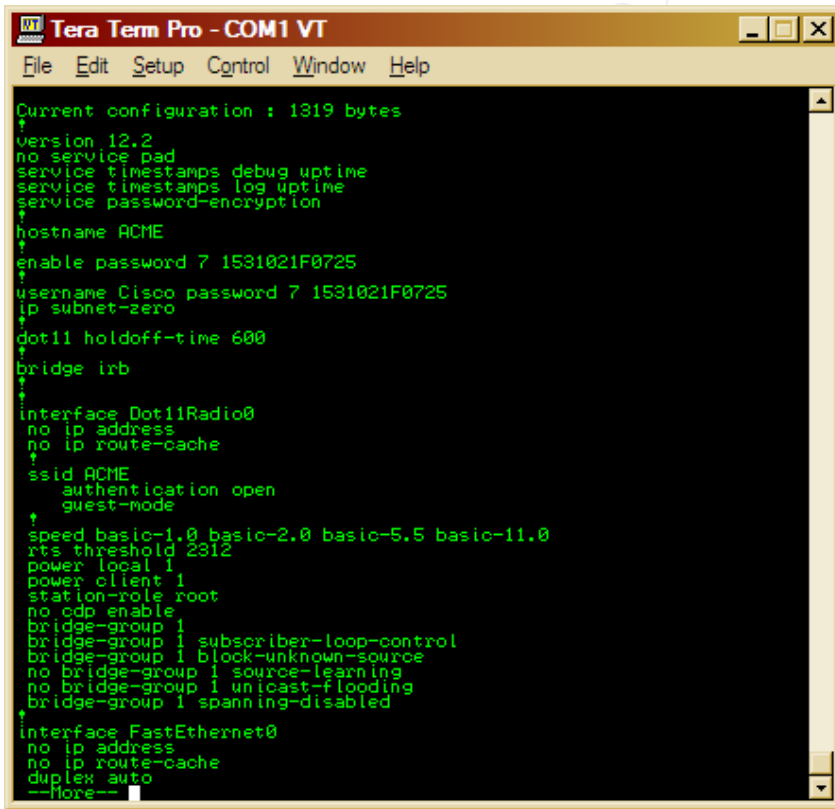 Tera Term Pro - COM1 VT
File Edit Setup Control Window Help
Current configuration : 1319 bytes
!
version 12.2
no service pad
service timestamps debug uptime
service timestamps log uptime
service password-encryption
!
hostname ACME
!
enable password 7 1531021F0725
!
username Cisco password 7 1531021F0725
ip subnet-zero
!
dot11 holdoff-time 600
!
bridge irb
!
!
interface Dot11Radio0
no ip address
no ip route-cache
!
ssid ACME
authentication open
guest-mode
!
speed basic-1.0 basic-2.0 basic-5.5 basic-11.0
rts threshold 2312
power local 1
power client 1
station-role root
no cdp enable
bridge-group 1
bridge-group 1 subscriber-loop-control
bridge-group 1 block-unknown-source
no bridge-group 1 source-learning
no bridge-group 1 unicast-flooding
bridge-group 1 spanning-disabled
!
interface FastEthernet0
no ip address
no ip route-cache
duplex auto
--More--